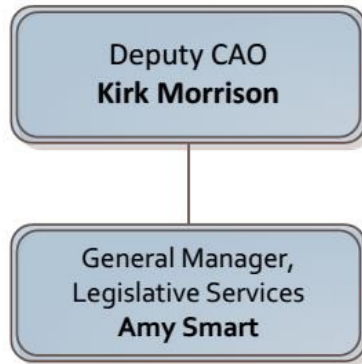 Deputy CAO
Kirk Morrison
General Manager,
Legislative Services
Amy Smart